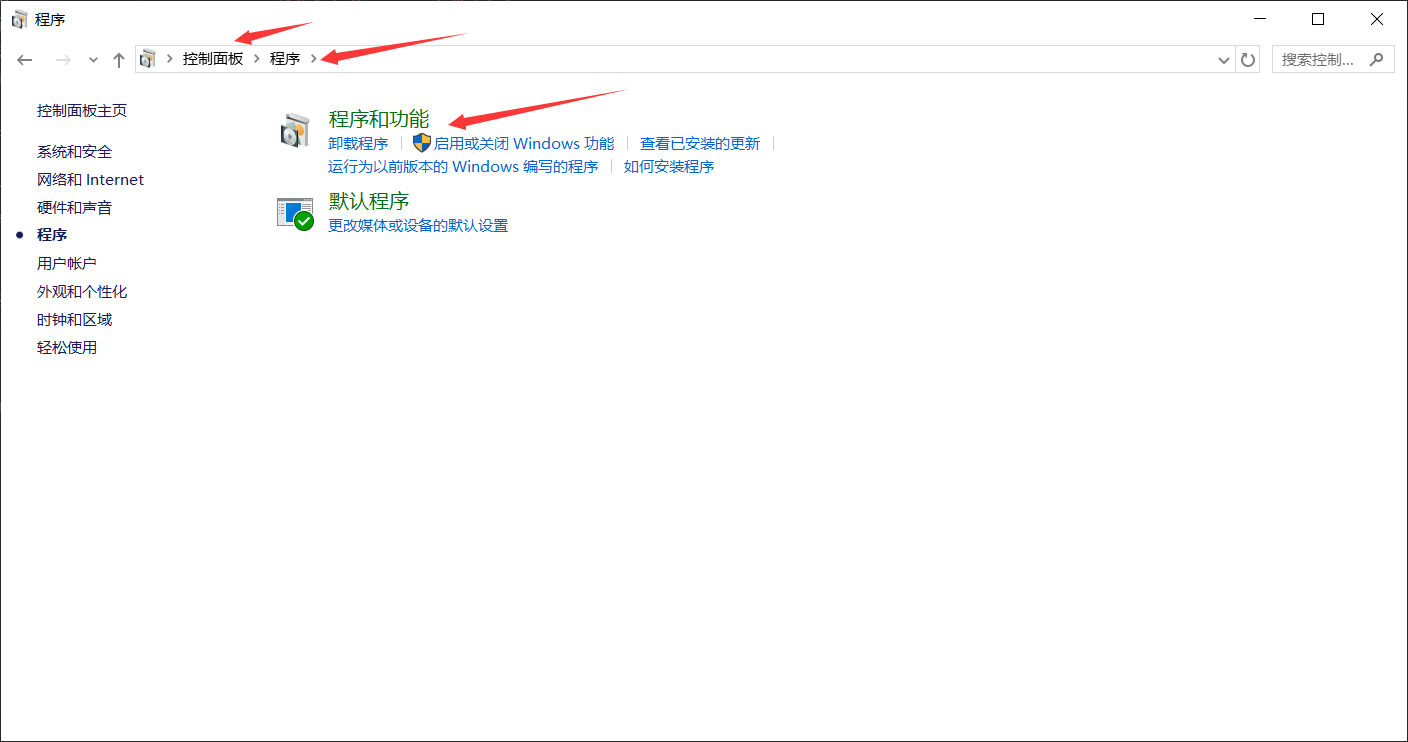 程序
控制面板 程序 搜索控制...
控制面板主页
系统和安全
网络和 Internet
硬件和声音
程序
用户帐户
外观和个性化
时钟和区域
轻松使用
程序和功能
卸载程序 启用或关闭 Windows 功能 查看已安装的更新
运行为以前版本的 Windows 编写的程序 如何安装程序
默认程序
更改媒体或设备的默认设置